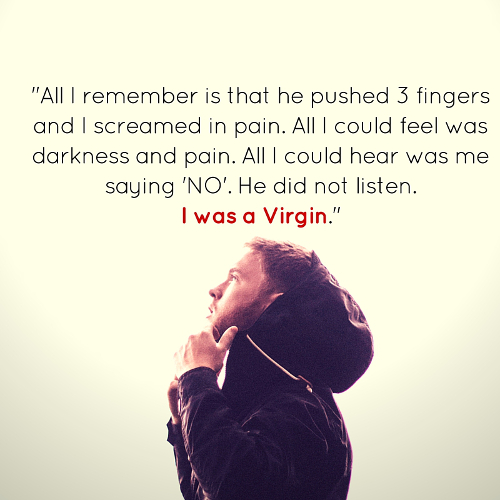 "All I remember is that he pushed 3 fingers
and I screamed in pain. All I could feel was
darkness and pain. All I could hear was me
saying 'NO'. He did not listen.
I was a Virgin."